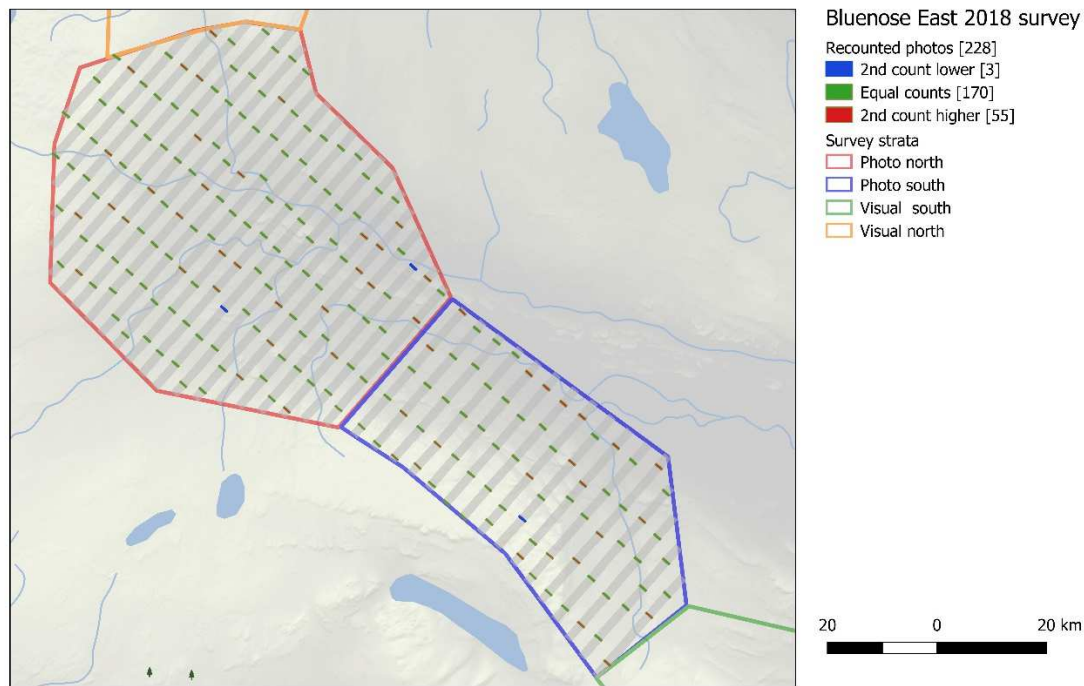 Bluenose East 2018 survey
Recounted photos [228]
2nd count lower [3]
Equal counts [170]
2nd count higher [55]
Survey strata
Photo north
Photo south
Visual  south
Visual north
20 0 20 km